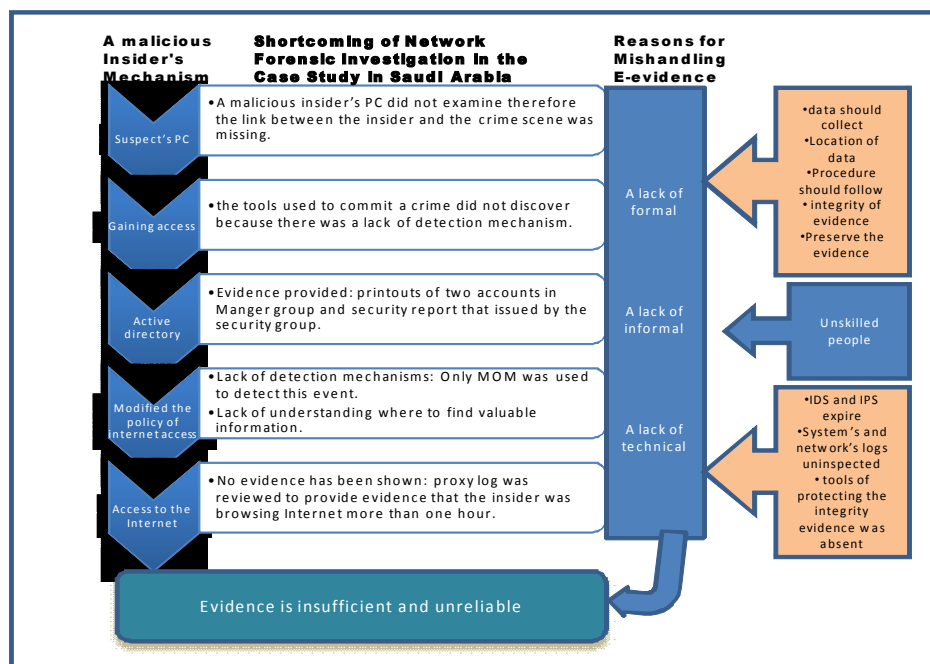 A malicious
Insider's
Mechanism
Shortcoming of Network
Forensic Investigation in the
Case Study in Saudi Arabia
Reasons for
Mishandling
E-evidence
Suspect's PC
•A malicious insider's PC did not examine therefore
the link between the insider and the crime scene was
missing.
Gaining access
•the tools used to commit a crime did not discover
because there was a lack of detection mechanism.
Active
directory
•Evidence provided: printouts of two accounts in
Manger group and security report that issued by the
security group.
Modified the
policy of
internet access
•Lack of detection mechanisms: Only MOM was used
to detect this event.
•Lack of understanding where to find valuable
information.
Access to the
Internet
•No evidence has been shown: proxy log was
reviewed to provide evidence that the insider was
browsing Internet more than one hour.
A lack of
formal
A lack of
informal
A lack of
technical
•data should
collect
•Location of
data
•Procedure
should follow
•integrity of
evidence
•Preserve the
evidence
Unskilled
people
•IDS and IPS
expire
•System's and
network's logs
uninspected
•tools of
protecting the
integrity
evidence was
absent
Evidence is insufficient and unreliable